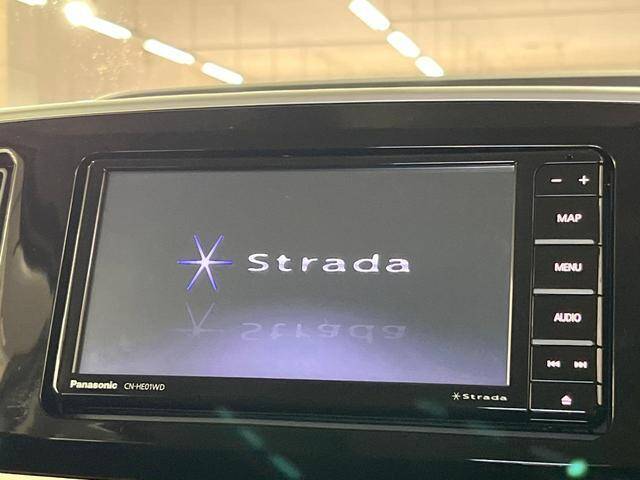 Strada
Panasonic CN-HE01WD
Strada
− +
MAP
MENU
AUDIO